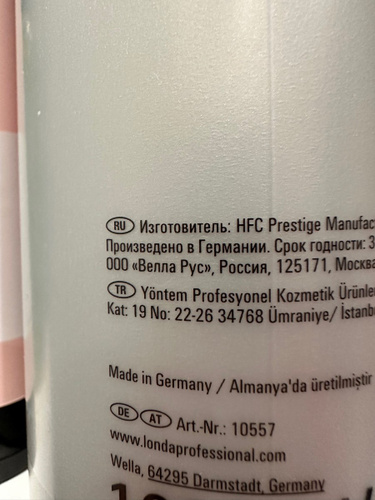 RU Изготовитель: HFC Prestige Manufac
Произведено в Германии. Срок годности: 3
ООО «Велла Рус», Россия, 125171, Москва
TR Yöntem Profesyonel Kozmetik Ürünle
Kat: 19 No: 22-26 34768 Ümraniye/ İstanb
Made in Germany / Almanya'da üretilmiştir
DE AT Art.-Nr.: 10557
www.londaprofessional.com
Wella, 64295 Darmstadt, Germany